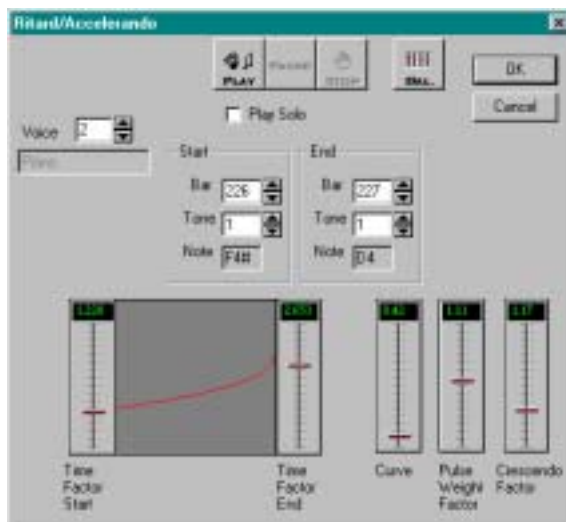 Ritard/Accelerando
PLAY
STOP
OK
Cancel
Play Solo
Voice 2
Piano
Start
End
Bar 226
Bar 227
Tone 1
Tone 1
Note F4#
Note D4
Time Factor Start
Time Factor End
Curve
Pulse Weight Factor
Crescendo Factor